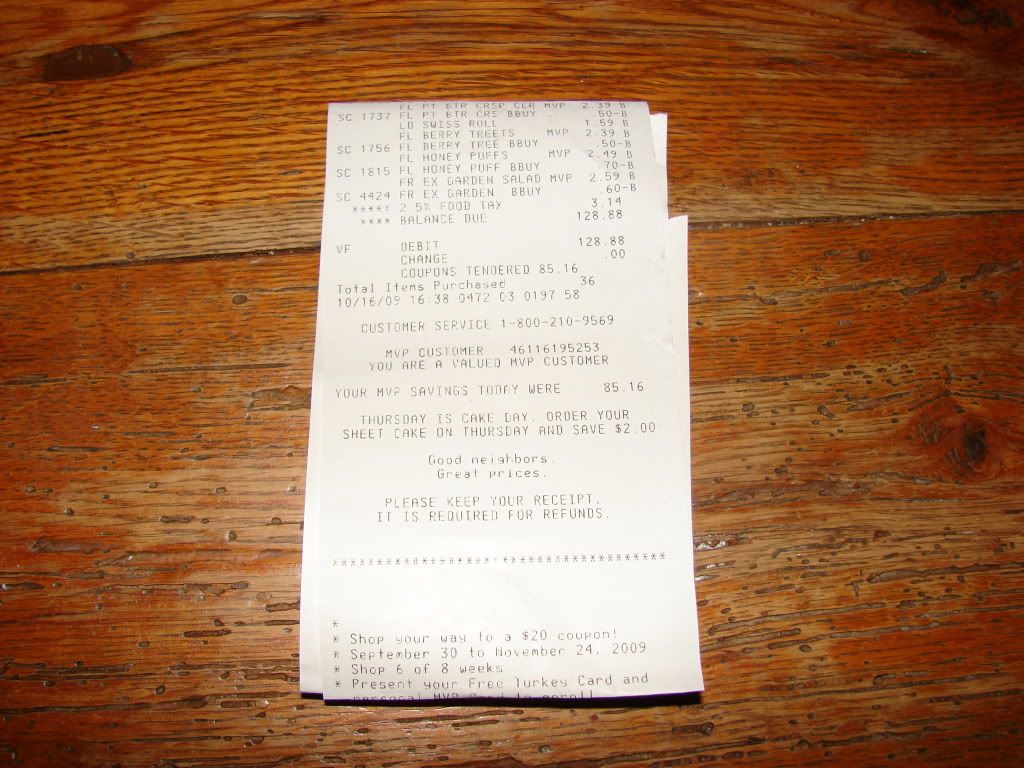 FL PT BTR CRSP CER MVP 2.39 B
SC 1737 FL PT BTR CRS BBUY .50-B
LD SWISS ROLL 1.59 B
FL BERRY TREETS MVP 2.39 B
SC 1756 FL BERRY TREE BBUY .50-B
FL HONEY PUFFS MVP 2.49 B
SC 1815 FL HONEY PUFF BBUY .70-B
FR EX GARDEN SALAD MVP 2.59 B
SC 4424 FR EX GARDEN BBUY .60-B
***** 2.5% FOOD TAX 3.14
**** BALANCE DUE 128.88
VF DEBIT 128.88
CHANGE .00
COUPONS TENDERED 85.16
Total Items Purchased 36
10/16/09 16:38 0472 03 0197 58
CUSTOMER SERVICE 1-800-210-9569
MVP CUSTOMER 46116195253
YOU ARE A VALUED MVP CUSTOMER
YOUR MVP SAVINGS TODAY WERE 85.16
THURSDAY IS CAKE DAY. ORDER YOUR
SHEET CAKE ON THURSDAY AND SAVE $2.00
Good neighbors.
Great prices.
PLEASE KEEP YOUR RECEIPT,
IT IS REQUIRED FOR REFUNDS.
**************************************
*
* Shop your way to a $20 coupon!
* September 30 to November 24, 2009
* Shop 6 of 8 weeks
* Present your Free Turkey Card and
personal MVP Card to enroll